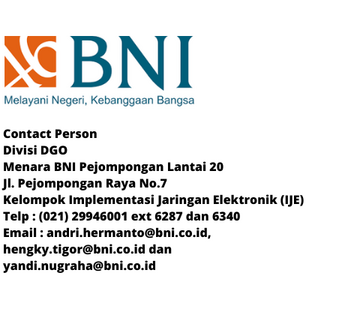 BNI
Melayani Negeri, Kebanggaan Bangsa
Contact Person
Divisi DGO
Menara BNI Pejompongan Lantai 20
Jl. Pejompongan Raya No.7
Kelompok Implementasi Jaringan Elektronik (IJE)
Telp : (021) 29946001 ext 6287 dan 6340
Email : andri.hermanto@bni.co.id,
hengky.tigor@bni.co.id dan
yandi.nugraha@bni.co.id